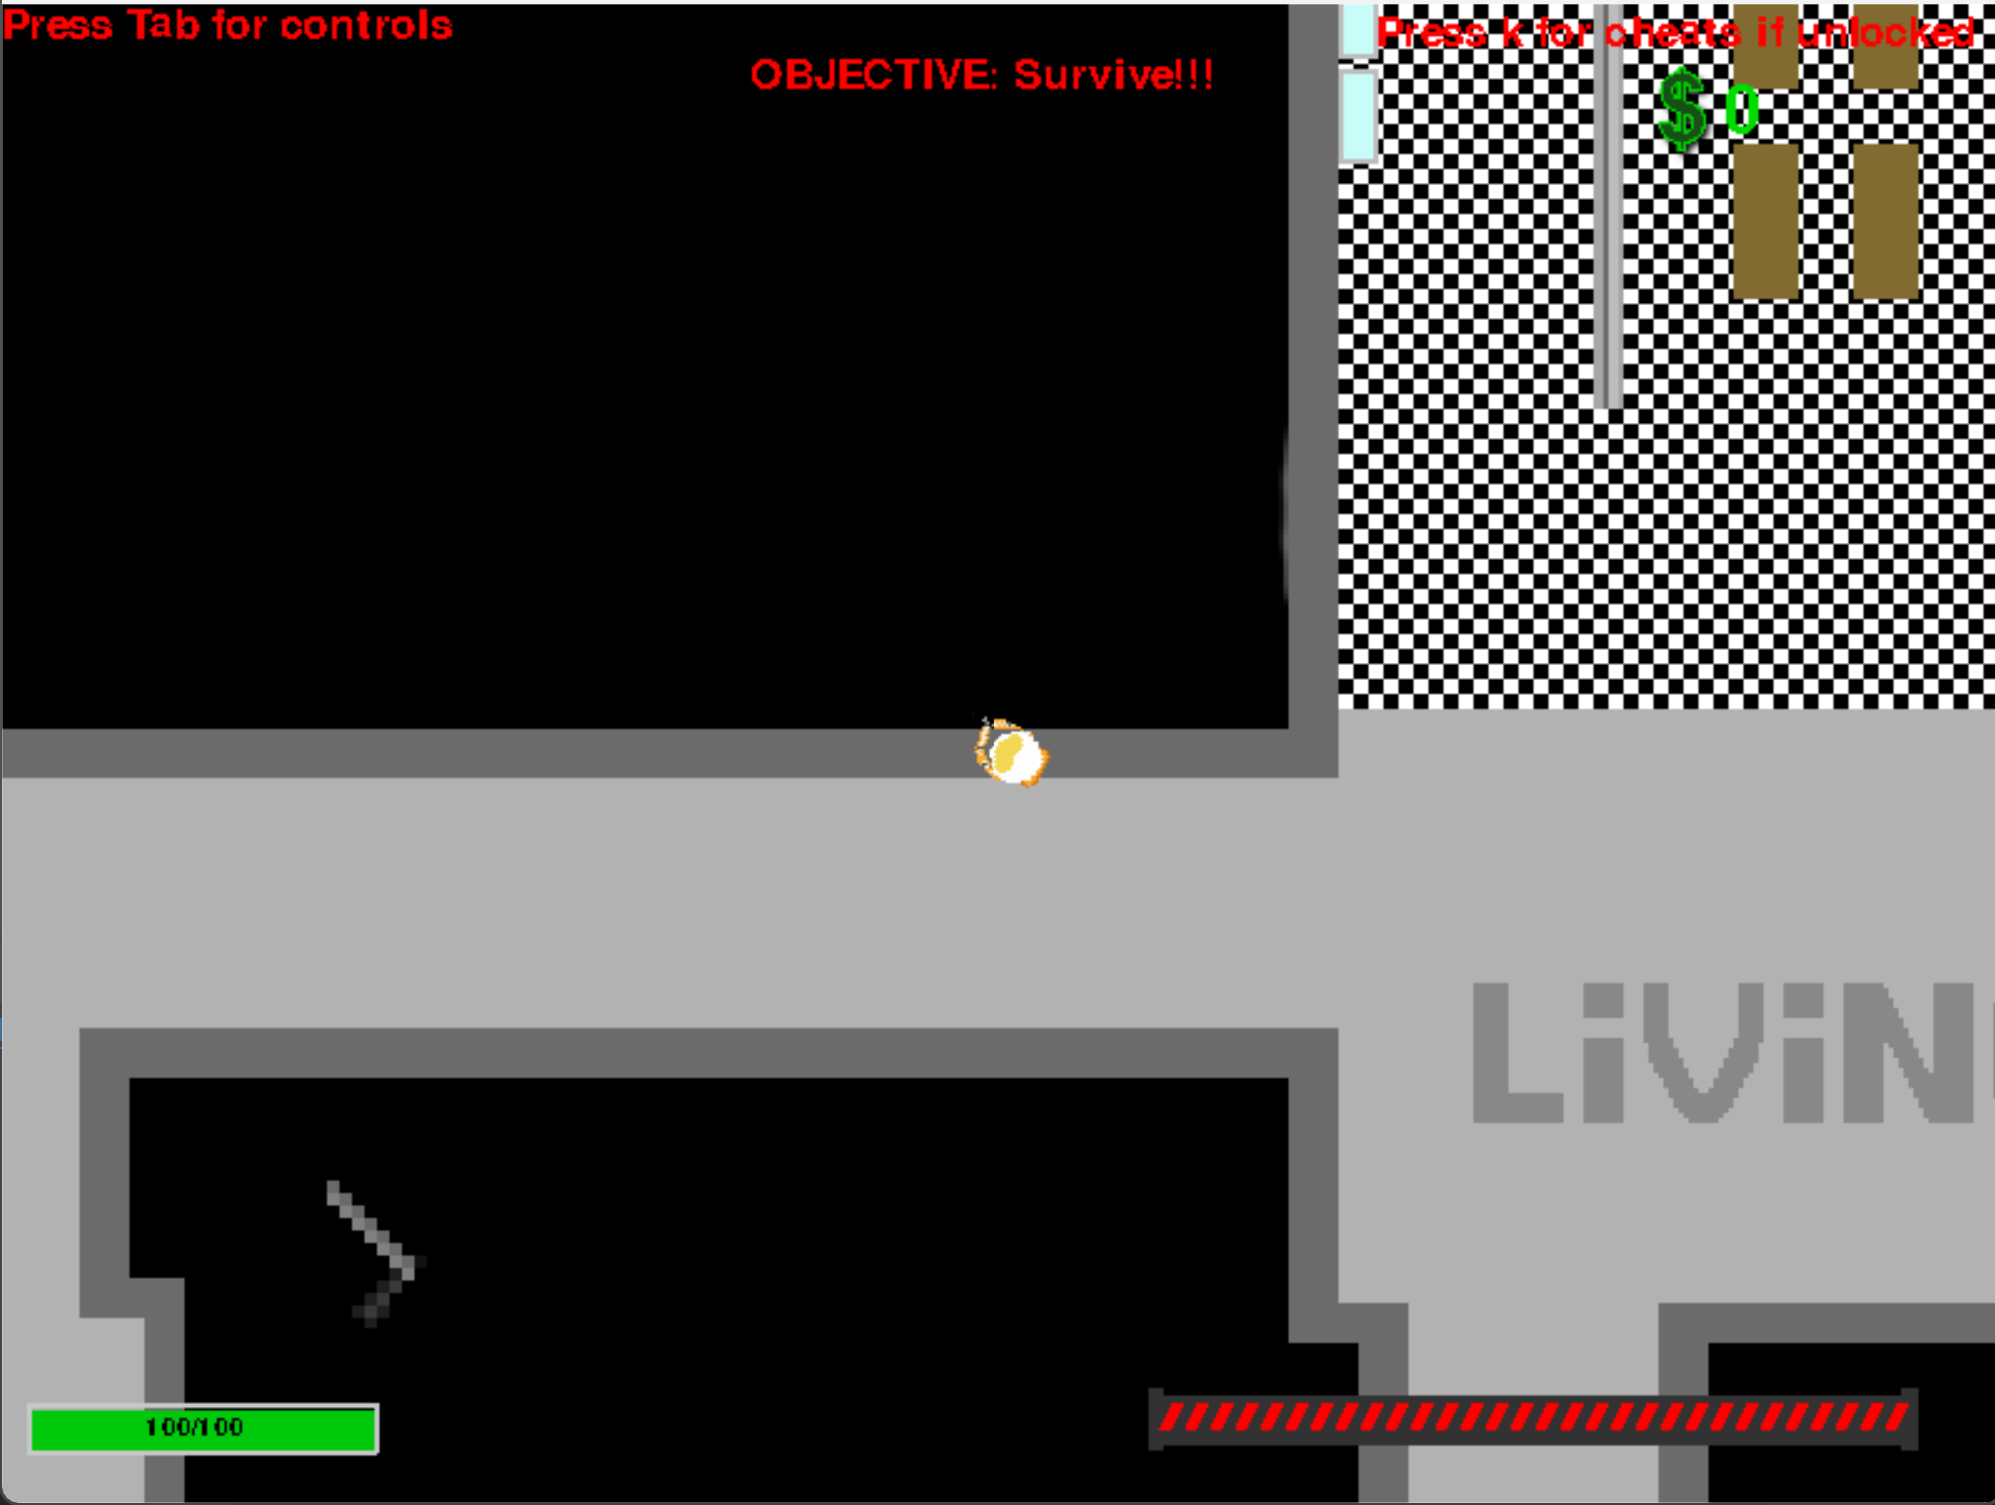 Press Tab for controls
Press k for cheats if unlocked
OBJECTIVE: Survive!!!
$ 0
LiViN
100/100